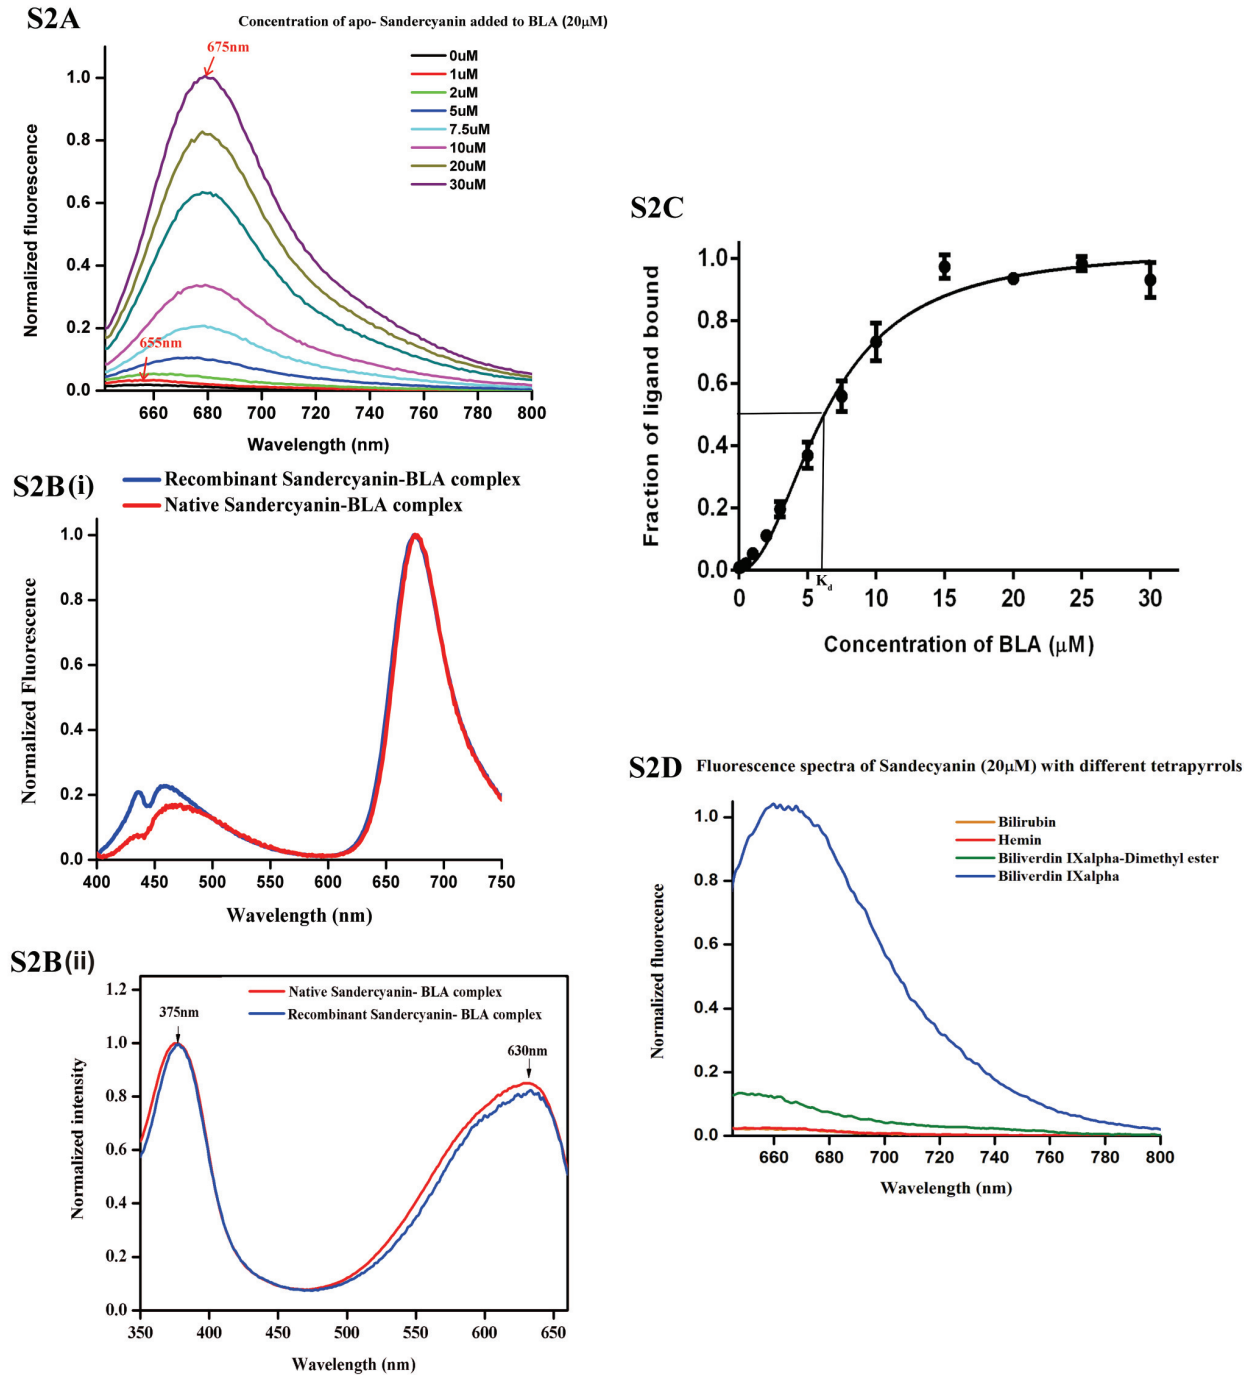 S2A
Concentration of apo- Sandercyanin added to BLA (20µM)
675nm
0uM
1uM
2uM
5uM
7.5uM
10uM
20uM
30uM
1.0
0.8
0.6
0.4
0.2
0.0
655nm
Normalized fluorescence
660 680 700 720 740 760 780 800
Wavelength (nm)
S2B(i)
Recombinant Sandercyanin-BLA complex
Native Sandercyanin-BLA complex
1.0
0.8
0.6
0.4
0.2
0.0
Normalized Fluorescence
400 450 500 550 600 650 700 750
Wavelength (nm)
S2B(ii)
Native Sandercyanin- BLA complex
Recombinant Sandercyanin- BLA complex
375nm
630nm
1.2
1.0
0.8
0.6
0.4
0.2
0.0
Normalized intensity
350 400 450 500 550 600 650
Wavelength (nm)
S2C
1.0
0.8
0.6
0.4
0.2
0.0
Fraction of ligand bound
Kd
0 5 10 15 20 25 30
Concentration of BLA (µM)
S2D
Fluorescence spectra of Sandecyanin (20µM) with different tetrapyrrols
Bilirubin
Hemin
Biliverdin IXalpha-Dimethyl ester
Biliverdin IXalpha
1.0
0.8
0.6
0.4
0.2
0.0
Normalized fluorecence
660 680 700 720 740 760 780 800
Wavelength (nm)